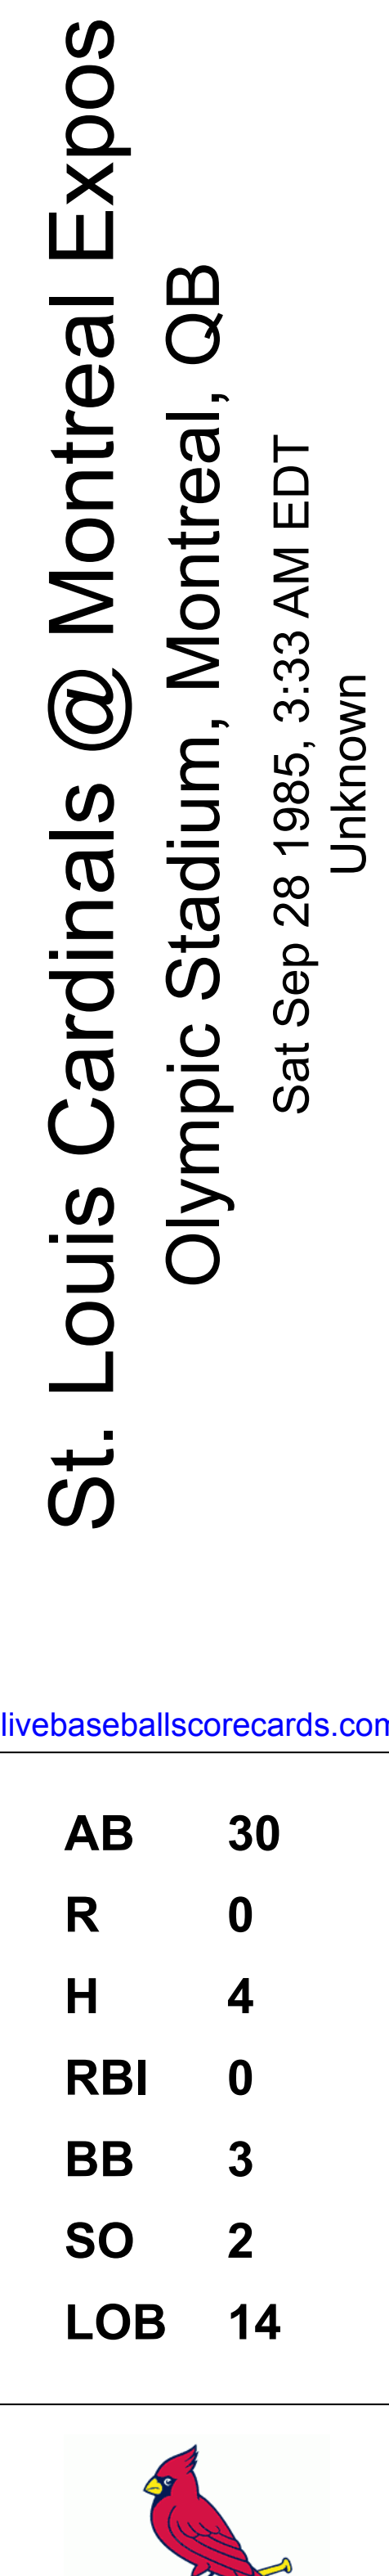 St. Louis Cardinals @ Montreal Expos
Olympic Stadium, Montreal, QB
Sat Sep 28 1985, 3:33 AM EDT
Unknown
livebaseballscorecards.com
AB 30
R 0
H 4
RBI 0
BB 3
SO 2
LOB 14